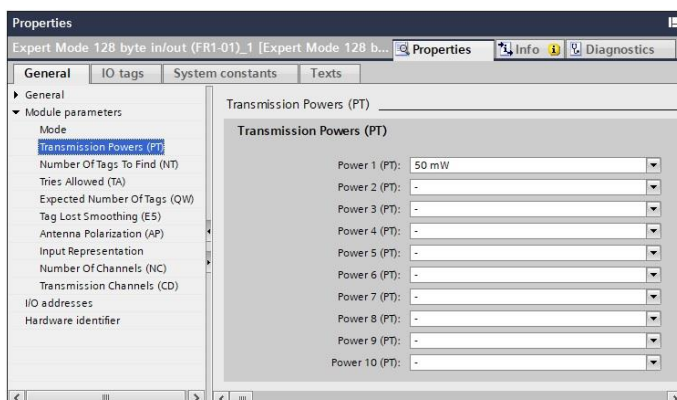 Properties
Expert Mode 128 byte in/out (FR1-01)_1 [Expert Mode 128 b...
Properties
Info
Diagnostics
General
IO tags
System constants
Texts
General
Module parameters
Mode
Transmission Powers (PT)
Number Of Tags To Find (NT)
Tries Allowed (TA)
Expected Number Of Tags (QW)
Tag Lost Smoothing (E5)
Antenna Polarization (AP)
Input Representation
Number Of Channels (NC)
Transmission Channels (CD)
I/O addresses
Hardware identifier
Transmission Powers (PT)
Transmission Powers (PT)
Power 1 (PT): 50 mW
Power 2 (PT): -
Power 3 (PT): -
Power 4 (PT): -
Power 5 (PT): -
Power 6 (PT): -
Power 7 (PT): -
Power 8 (PT): -
Power 9 (PT): -
Power 10 (PT): -